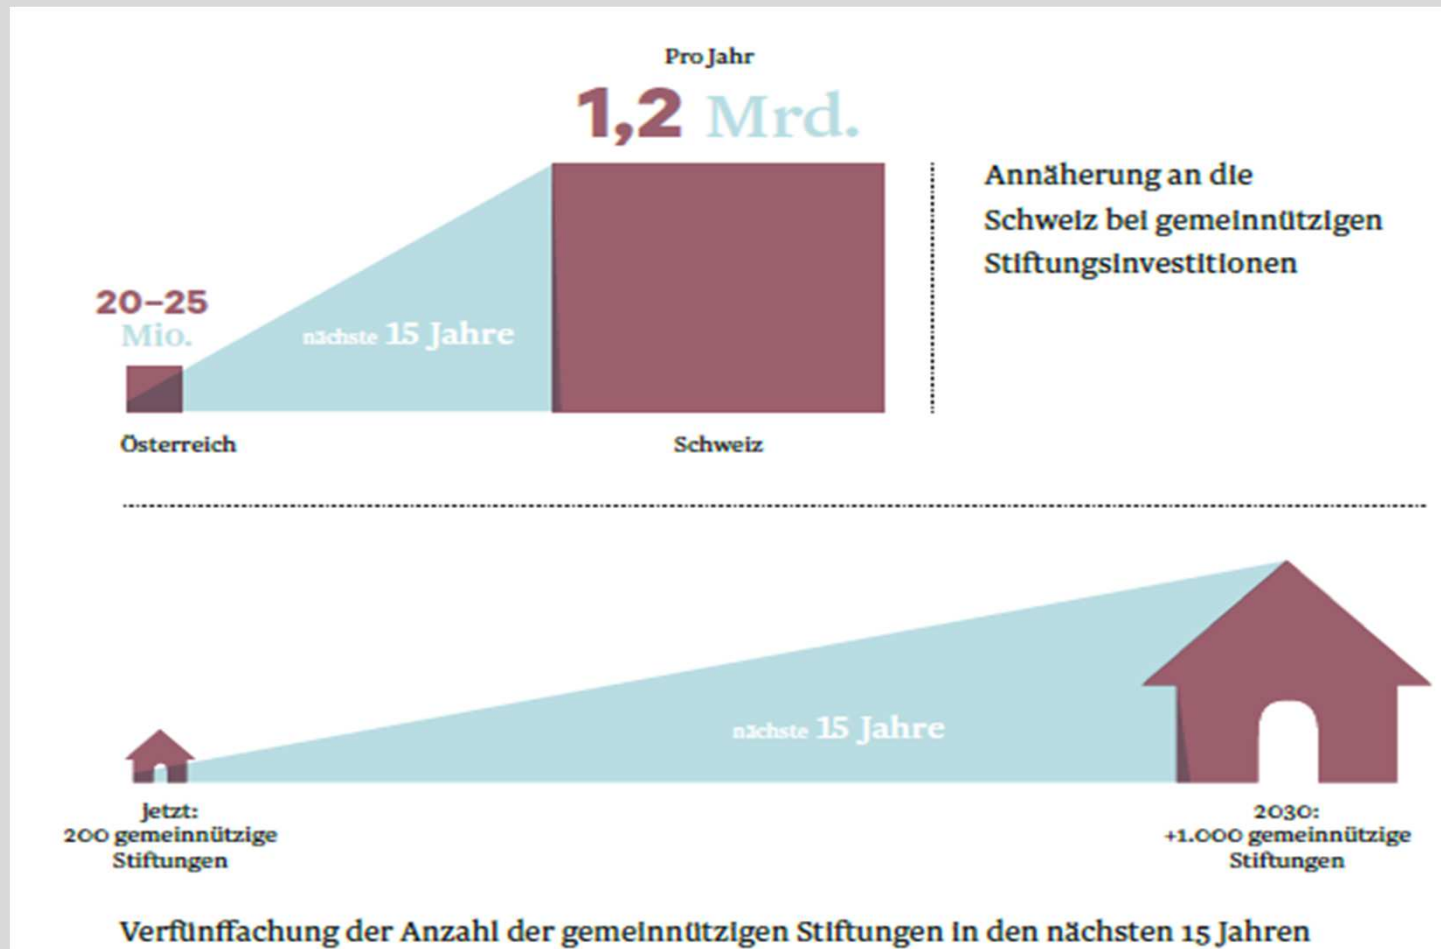 Pro Jahr
1,2 Mrd.
Annäherung an die
Schweiz bei gemeinnützigen
Stiftungsinvestitionen
20–25
Mio.
nächste 15 Jahre
Österreich
Schweiz
nächste 15 Jahre
Jetzt:
200 gemeinnützige
Stiftungen
2030:
+1.000 gemeinnützige
Stiftungen
Verfünffachung der Anzahl der gemeinnützigen Stiftungen in den nächsten 15 Jahren